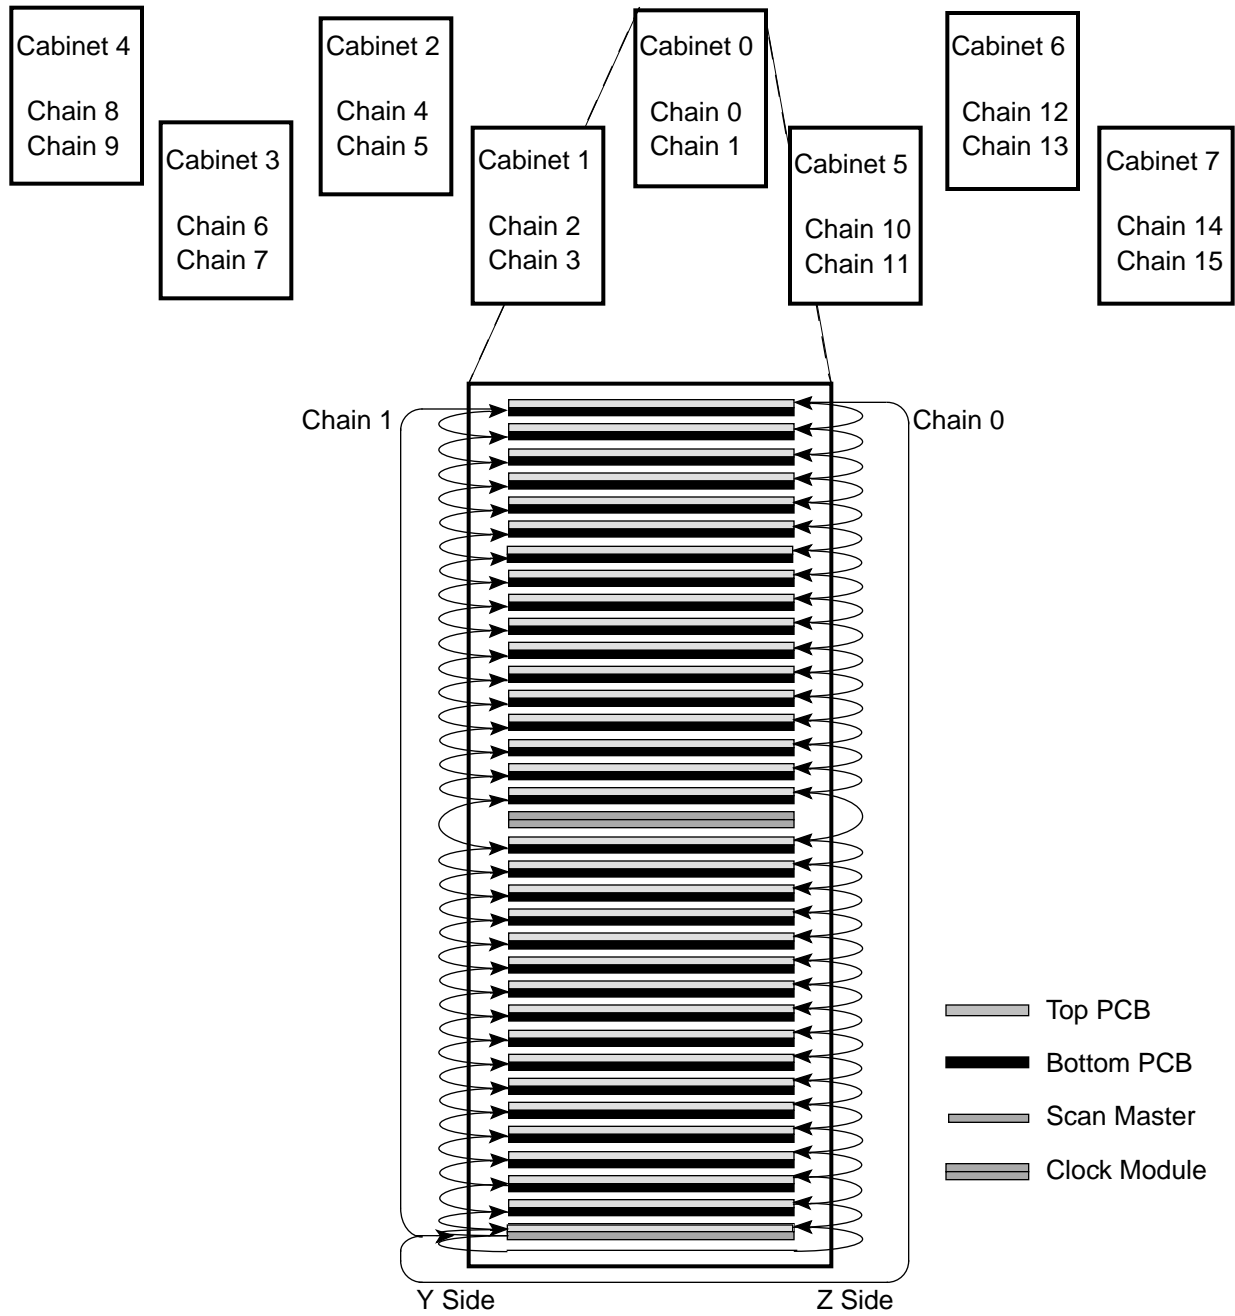 Cabinet 4
Chain 8
Chain 9
Cabinet 3
Chain 6
Chain 7
Cabinet 2
Chain 4
Chain 5
Cabinet 1
Chain 2
Chain 3
Cabinet 0
Chain 0
Chain 1
Cabinet 5
Chain 10
Chain 11
Cabinet 6
Chain 12
Chain 13
Cabinet 7
Chain 14
Chain 15
Chain 1
Chain 0
Top PCB
Bottom PCB
Scan Master
Clock Module
Y Side
Z Side